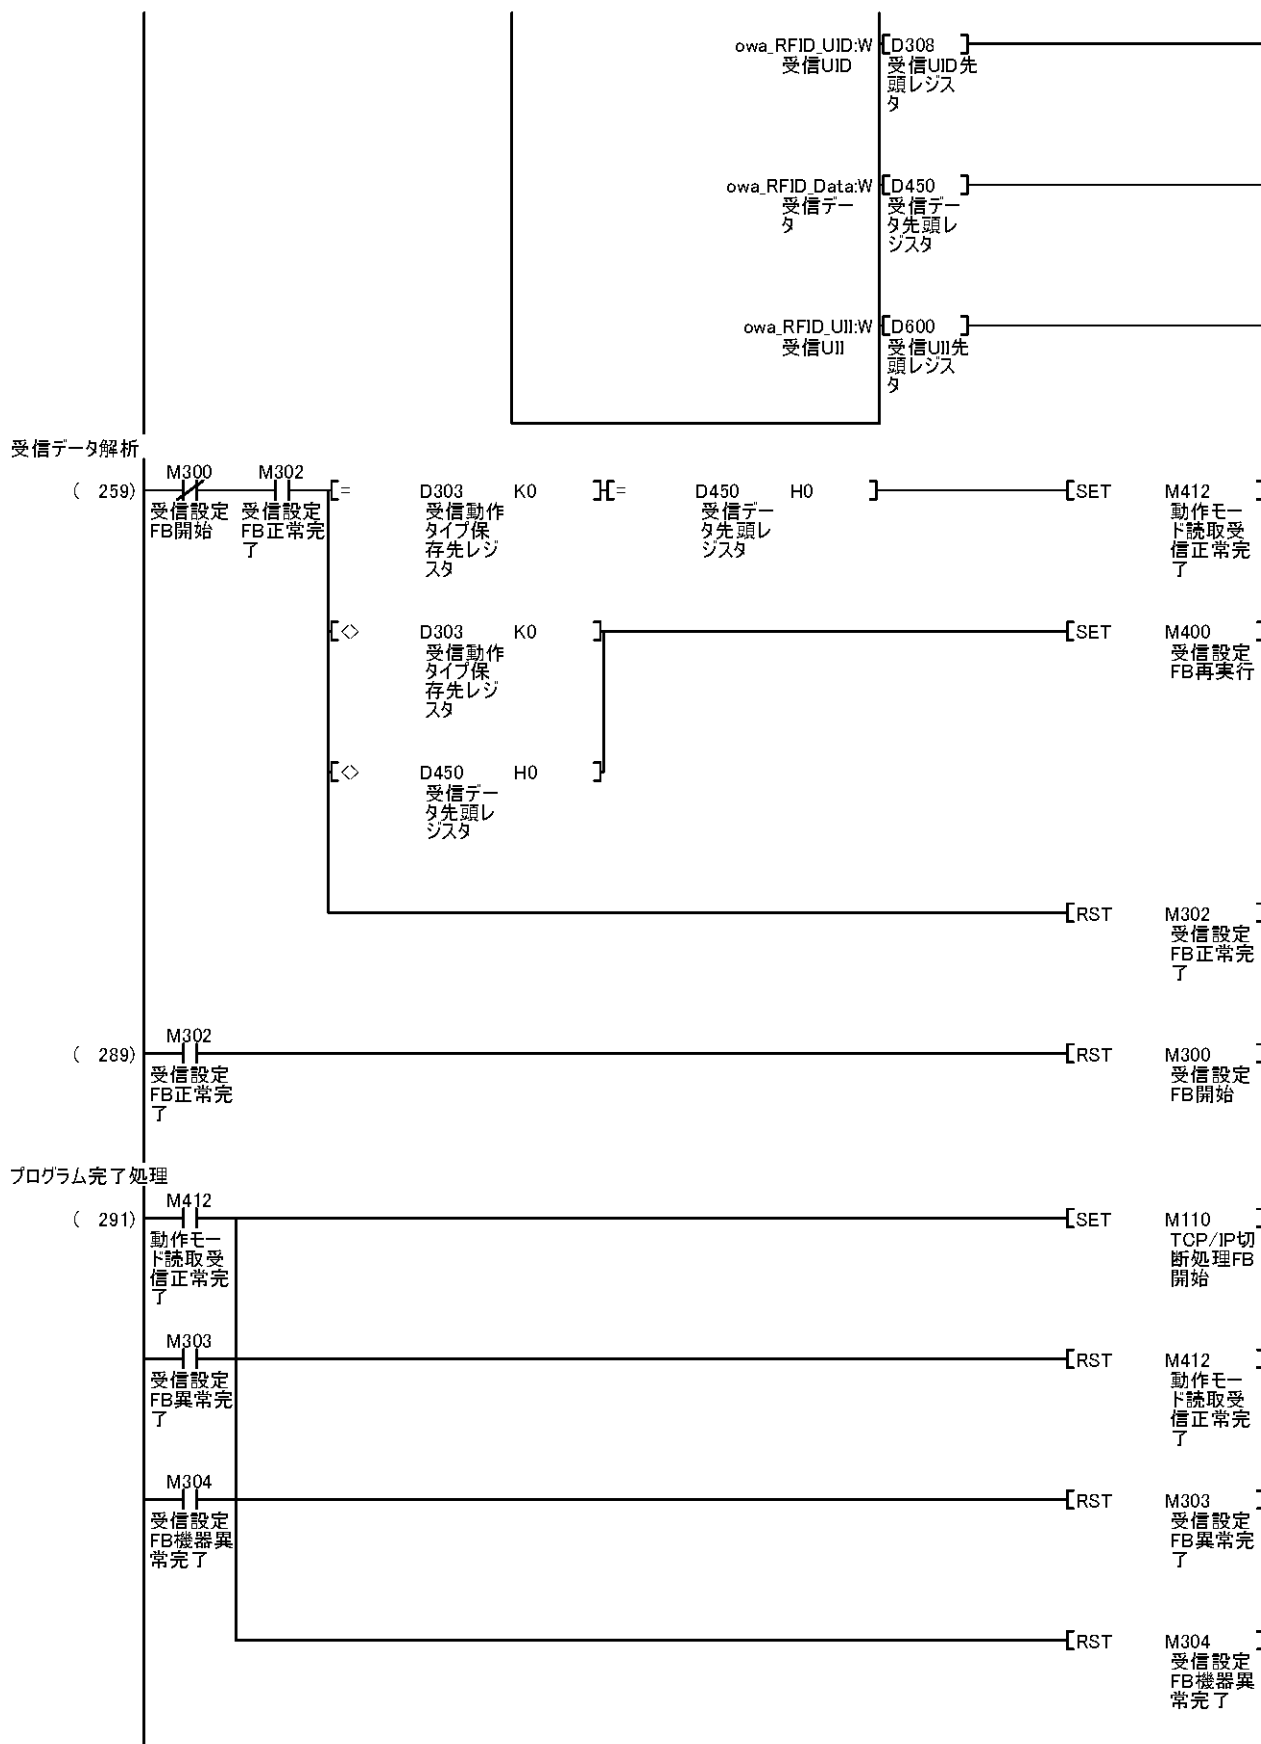 owa_RFID_UID:W [D308 ]
受信UID 受信UID先
頭レジス
タ
owa_RFID_Data:W [D450 ]
受信デー 受信デー
タ タ先頭レ
ジスタ
owa_RFID_UII:W [D600 ]
受信UII 受信UII先
頭レジス
タ
受信データ解析
( 259) M300 M302 [= D303 K0 ][= D450 H0 ] [SET M412 ]
受信設定 受信設定 受信動作 受信デー 動作モー
FB開始 FB正常完 タイプ保 タ先頭レ ド読取受
了 存先レジ ジスタ 信正常完
スタ 了
[<> D303 K0 ] [SET M400 ]
受信動作 受信設定
タイプ保 FB再実行
存先レジ
スタ
[<> D450 H0 ]
受信デー
タ先頭レ
ジスタ
[RST M302 ]
受信設定
FB正常完
了
( 289) M302 [RST M300 ]
受信設定 受信設定
FB正常完 FB開始
了
プログラム完了処理
( 291) M412 [SET M110 ]
動作モー TCP/IP切
ド読取受 断処理FB
信正常完 開始
了
M303 [RST M412 ]
受信設定 動作モー
FB異常完 ド読取受
了 信正常完
了
M304 [RST M303 ]
受信設定 受信設定
FB機器異 FB異常完
常完了 了
[RST M304 ]
受信設定
FB機器異
常完了